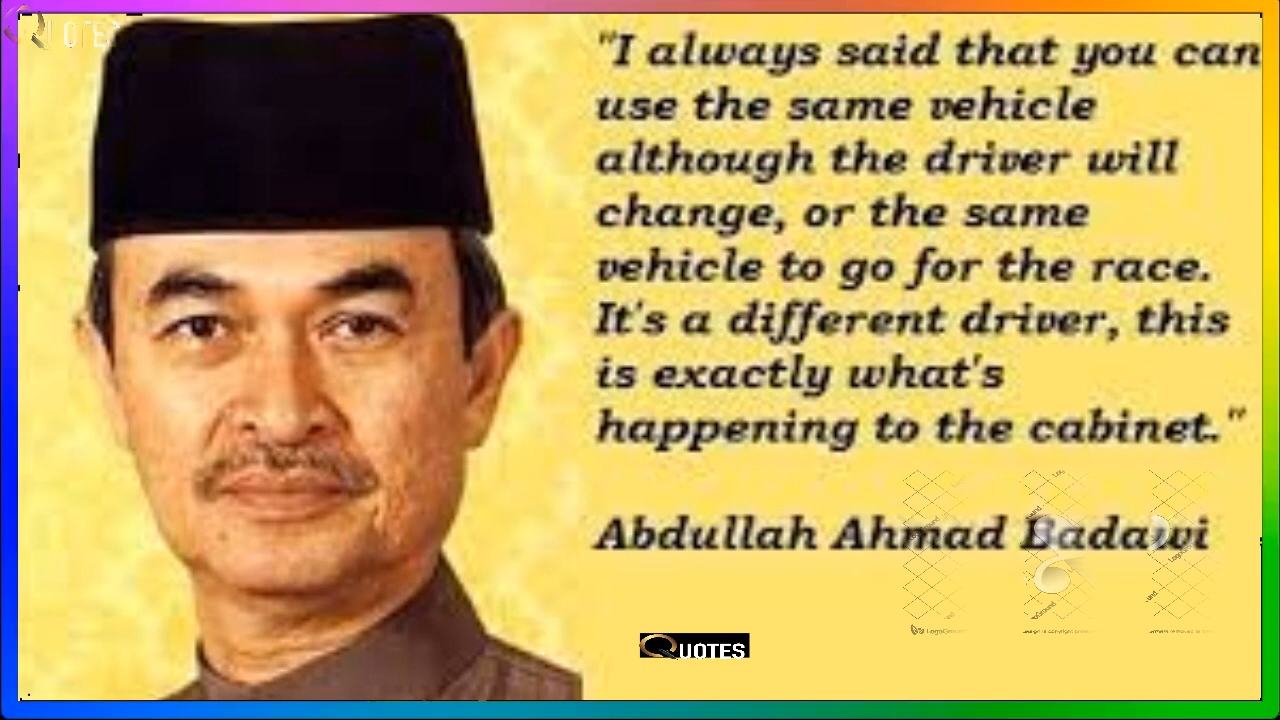 QUOTES
"I always said that you can
use the same vehicle
although the driver will
change, or the same
vehicle to go for the race.
It's a different driver, this
is exactly what's
happening to the cabinet."
Abdullah Ahmad Badawi
LogoGround
QUOTES